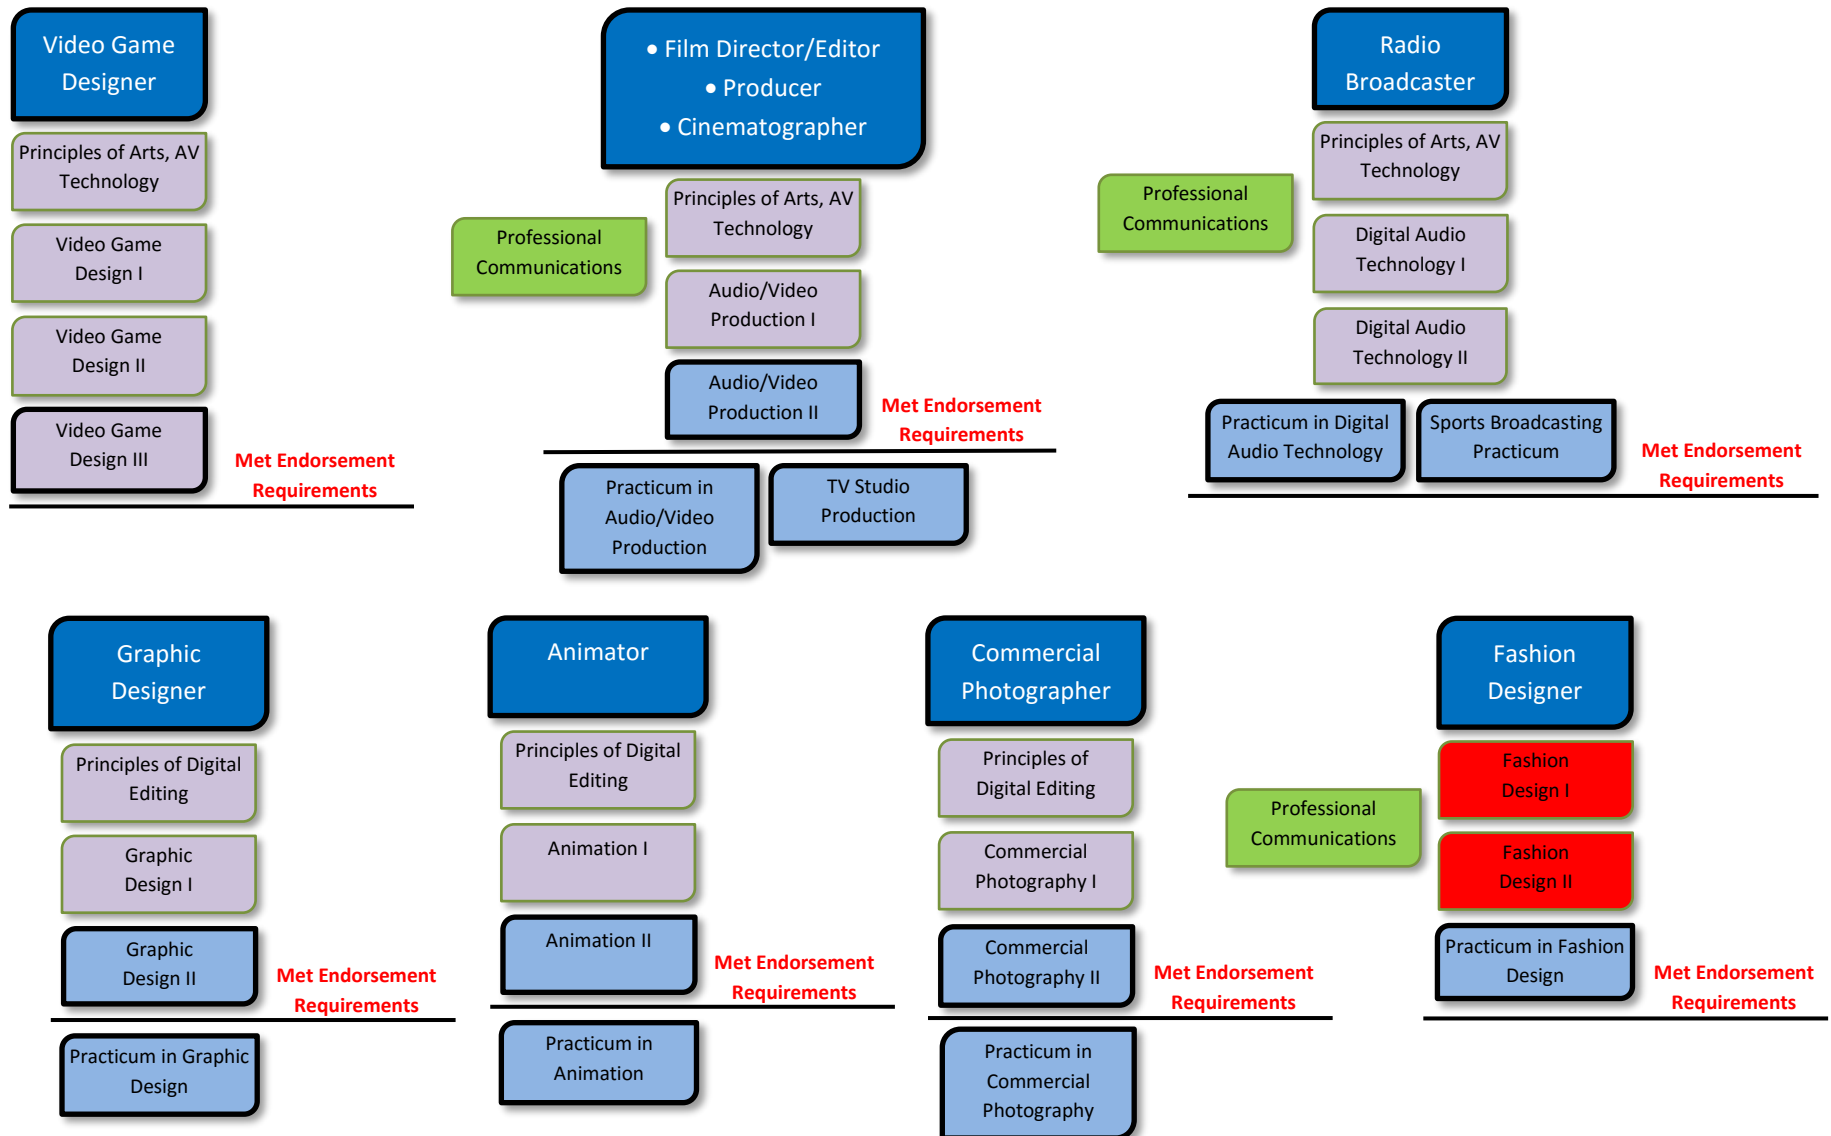 Video Game
Designer
Principles of Arts, AV
Technology
Video Game
Design I
Video Game
Design II
Video Game
Design III
Met Endorsement
Requirements
• Film Director/Editor
• Producer
• Cinematographer
Professional
Communications
Principles of Arts, AV
Technology
Audio/Video
Production I
Audio/Video
Production II
Met Endorsement
Requirements
Practicum in
Audio/Video
Production
TV Studio
Production
Radio
Broadcaster
Professional
Communications
Principles of Arts, AV
Technology
Digital Audio
Technology I
Digital Audio
Technology II
Practicum in Digital
Audio Technology
Sports Broadcasting
Practicum
Met Endorsement
Requirements
Graphic
Designer
Principles of Digital
Editing
Graphic
Design I
Graphic
Design II
Met Endorsement
Requirements
Practicum in Graphic
Design
Animator
Principles of Digital
Editing
Animation I
Animation II
Met Endorsement
Requirements
Practicum in
Animation
Commercial
Photographer
Principles of
Digital Editing
Commercial
Photography I
Commercial
Photography II
Met Endorsement
Requirements
Practicum in
Commercial
Photography
Fashion
Designer
Professional
Communications
Fashion
Design I
Fashion
Design II
Practicum in Fashion
Design
Met Endorsement
Requirements